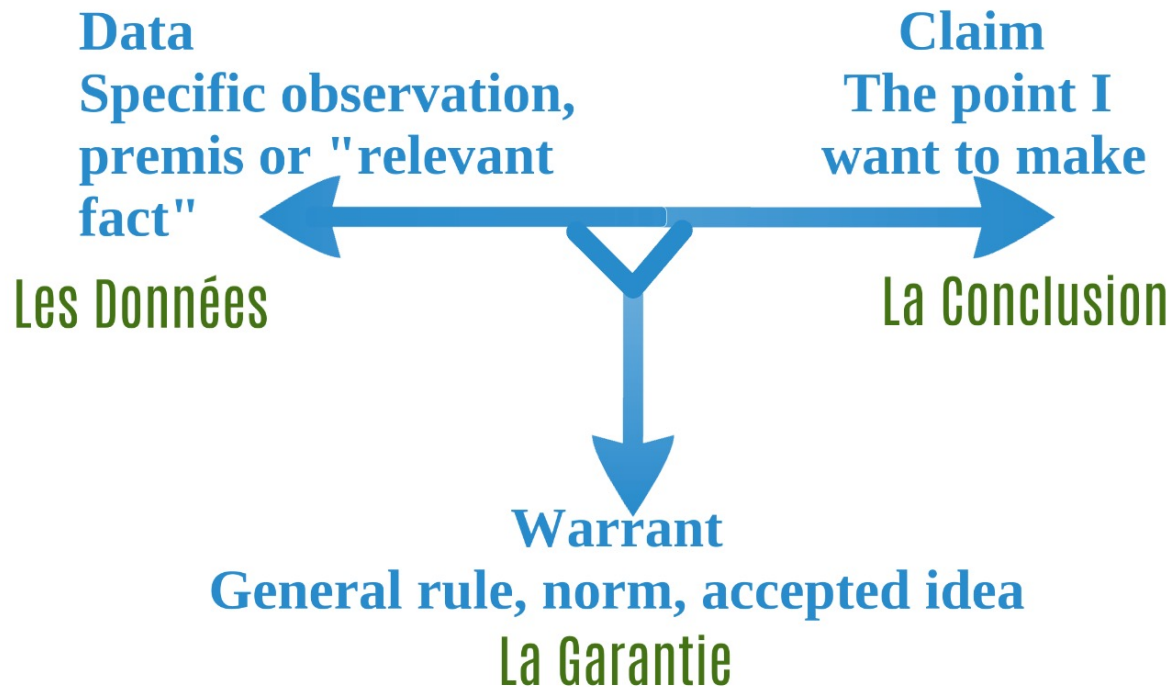 Data
Specific observation,
premis or "relevant
fact"
Les Données
Claim
The point I
want to make
La Conclusion
Warrant
General rule, norm, accepted idea
La Garantie